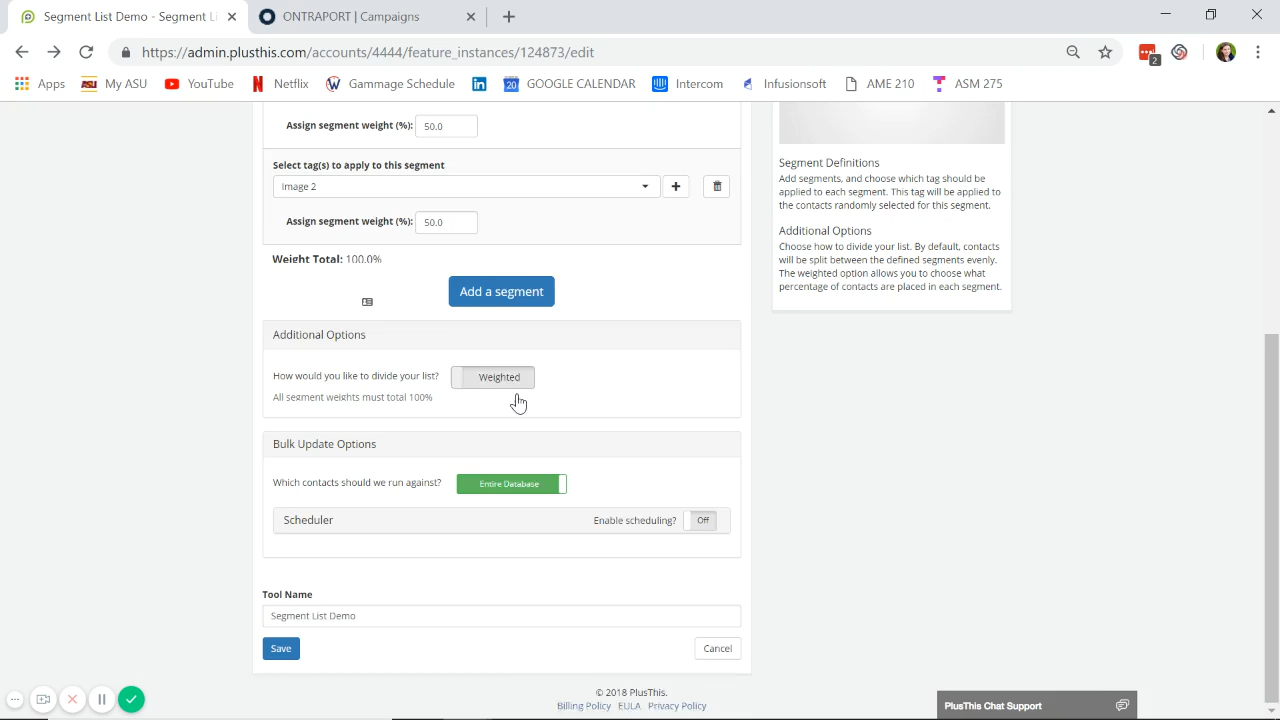 Segment List Demo - Segment Li
ONTRAPORT | Campaigns
https://admin.plusthis.com/accounts/4444/feature_instances/124873/edit
2
Apps
ASU My ASU
YouTube
Netflix
Gammage Schedule
20 GOOGLE CALENDAR
Intercom
Infusionsoft
AME 210
ASM 275
Assign segment weight (%): 50.0
Select tag(s) to apply to this segment
Image 2
Assign segment weight (%): 50.0
Weight Total: 100.0%
Add a segment
Additional Options
How would you like to divide your list? Weighted
All segment weights must total 100%
Bulk Update Options
Which contacts should we run against? Entire Database
Scheduler Enable scheduling? Off
Tool Name
Segment List Demo
Save Cancel
Segment Definitions
Add segments, and choose which tag should be
applied to each segment. This tag will be applied to
the contacts randomly selected for this segment.
Additional Options
Choose how to divide your list. By default, contacts
will be split between the defined segments evenly.
The weighted option allows you to choose what
percentage of contacts are placed in each segment.
© 2018 PlusThis.
Billing Policy EULA Privacy Policy
PlusThis Chat Support